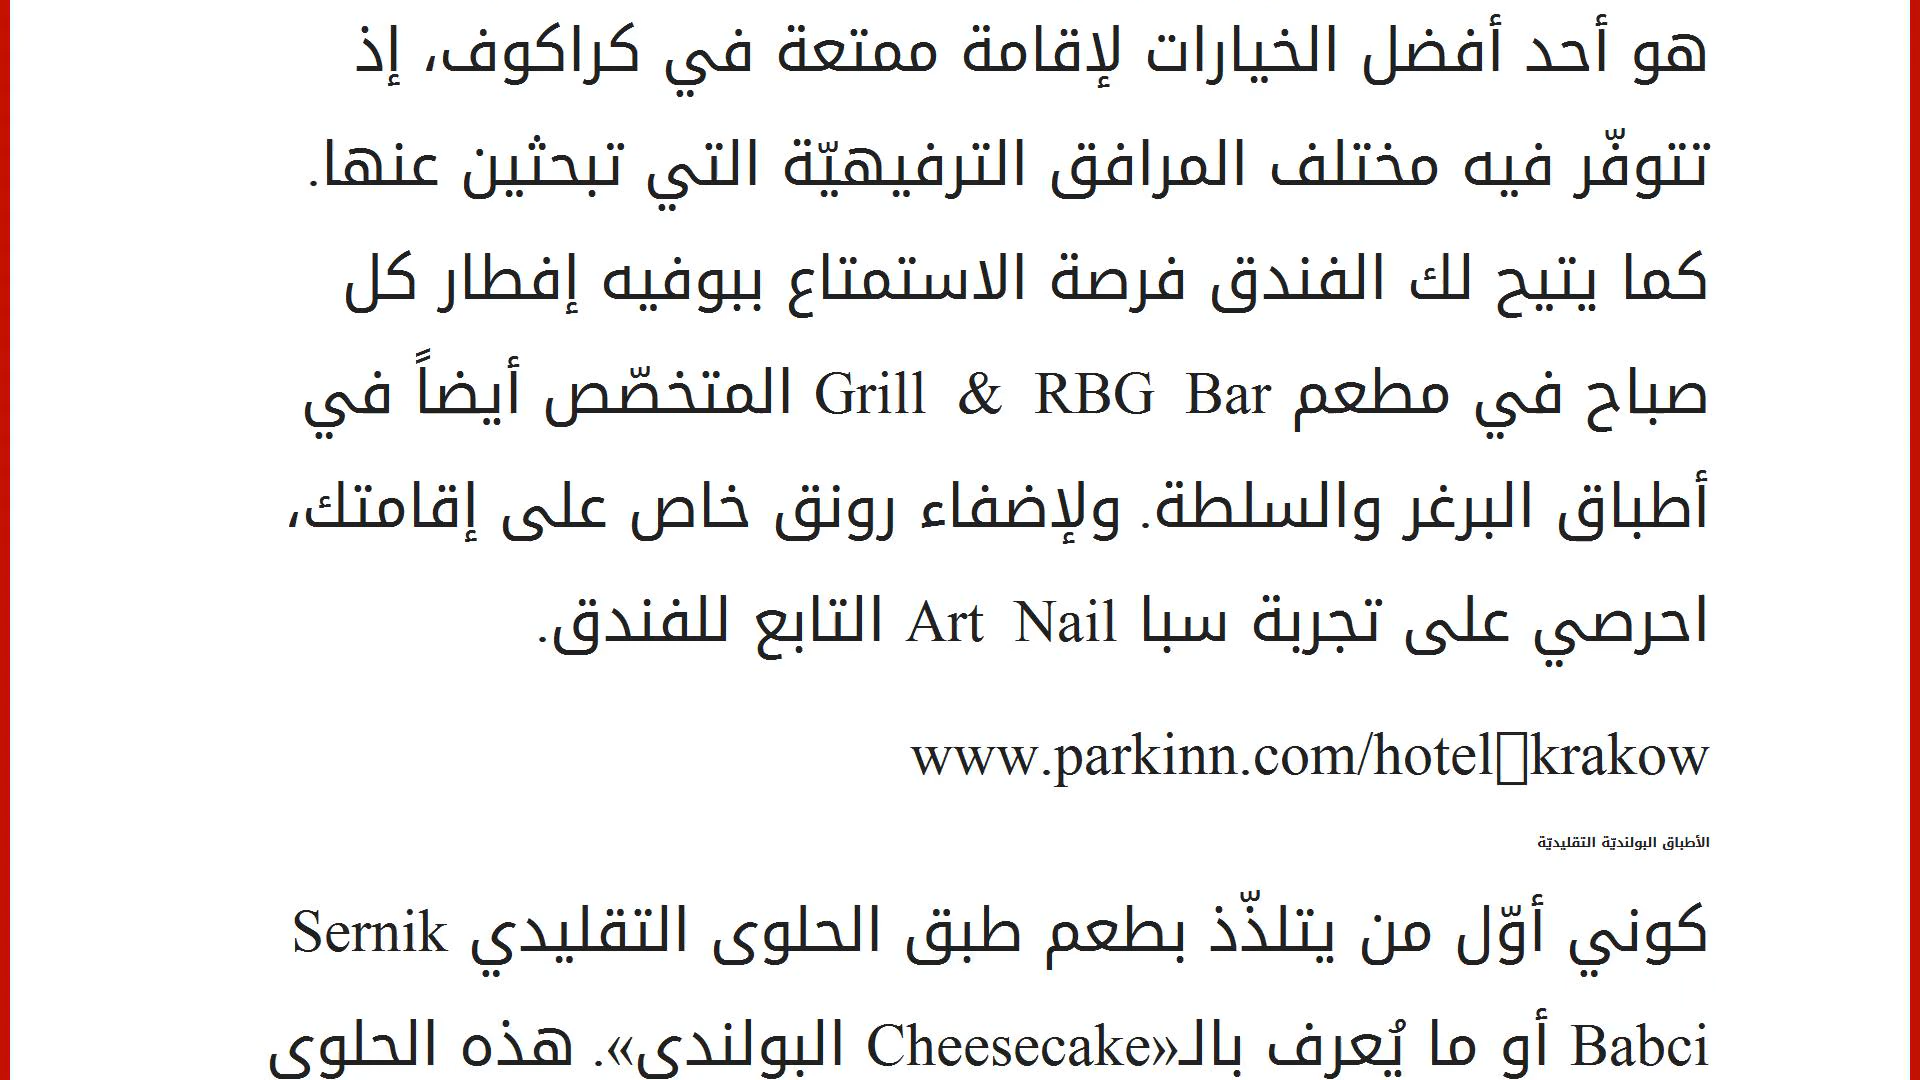 هو أحد أفضل الخيارات لإقامة ممتعة في كراكوف، إذ
تتوفّر فيه مختلف المرافق الترفيهيّة التي تبحثين عنها.
كما يتيح لك الفندق فرصة الاستمتاع ببوفيه إفطار كل
صباح في مطعم Grill & RBG Bar المتخصّص أيضاً في
أطباق البرغر والسلطة. ولإضفاء رونق خاص على إقامتك،
احرصي على تجربة سبا Art Nail التابع للفندق.
www.parkinn.com/hotel▯krakow
الأطباق البولنديّة التقليديّة
كوني أوّل من يتلذّذ بطعم طبق الحلوى التقليدي Sernik
Babci أو ما يُعرف بالـ«Cheesecake البولندي». هذه الحلوى